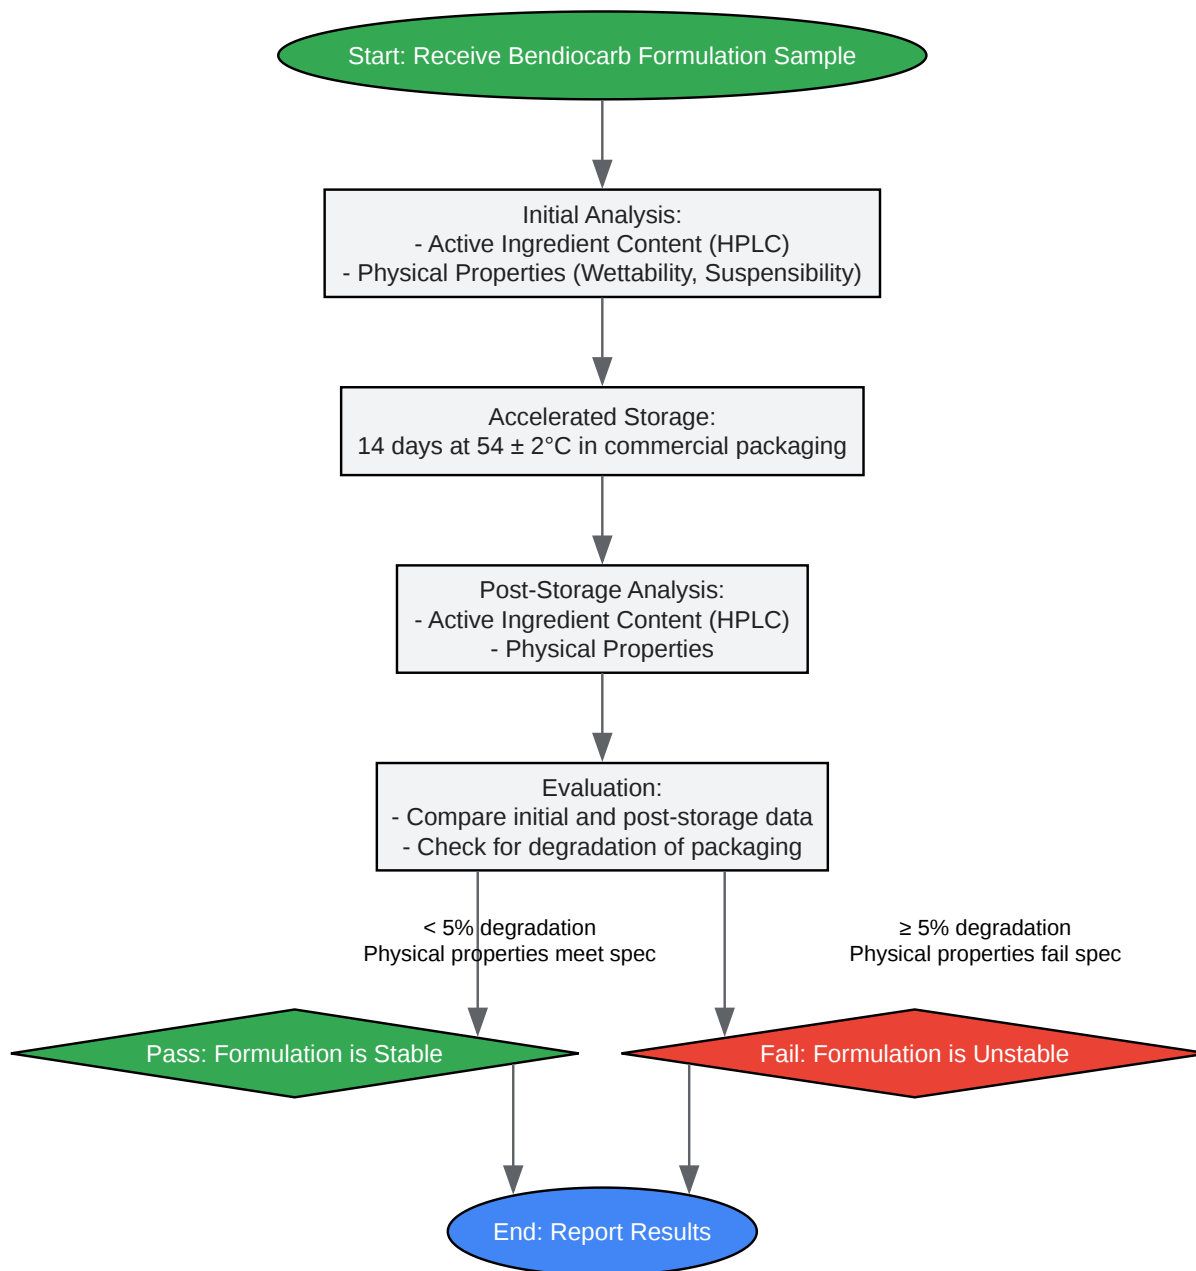 Start: Receive Bendiocarb Formulation Sample
Initial Analysis:
- Active Ingredient Content (HPLC)
- Physical Properties (Wettability, Suspensibility)
Accelerated Storage:
14 days at 54 ± 2°C in commercial packaging
Post-Storage Analysis:
- Active Ingredient Content (HPLC)
- Physical Properties
Evaluation:
- Compare initial and post-storage data
- Check for degradation of packaging
< 5% degradation
Physical properties meet spec
≥ 5% degradation
Physical properties fail spec
Pass: Formulation is Stable
Fail: Formulation is Unstable
End: Report Results